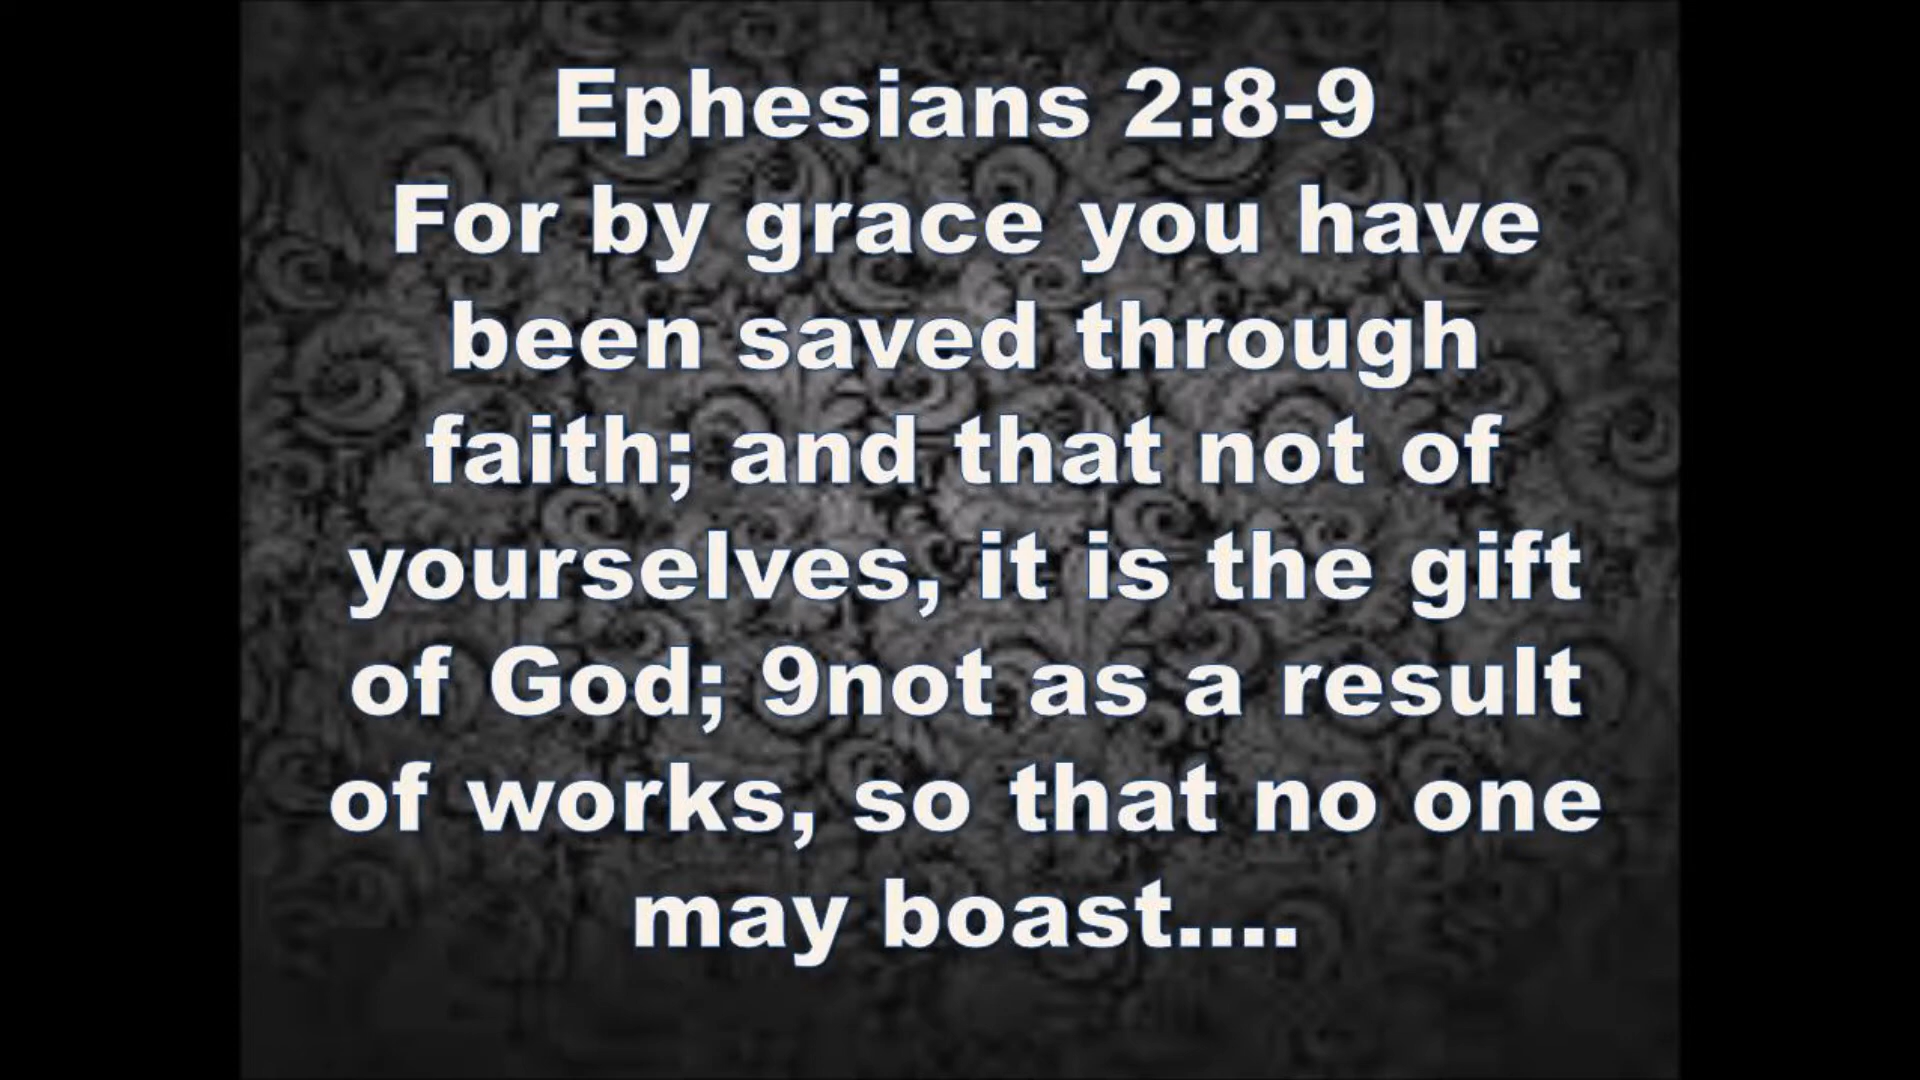 Ephesians 2:8-9
For by grace you have
been saved through
faith; and that not of
yourselves, it is the gift
of God; 9not as a result
of works, so that no one
may boast....